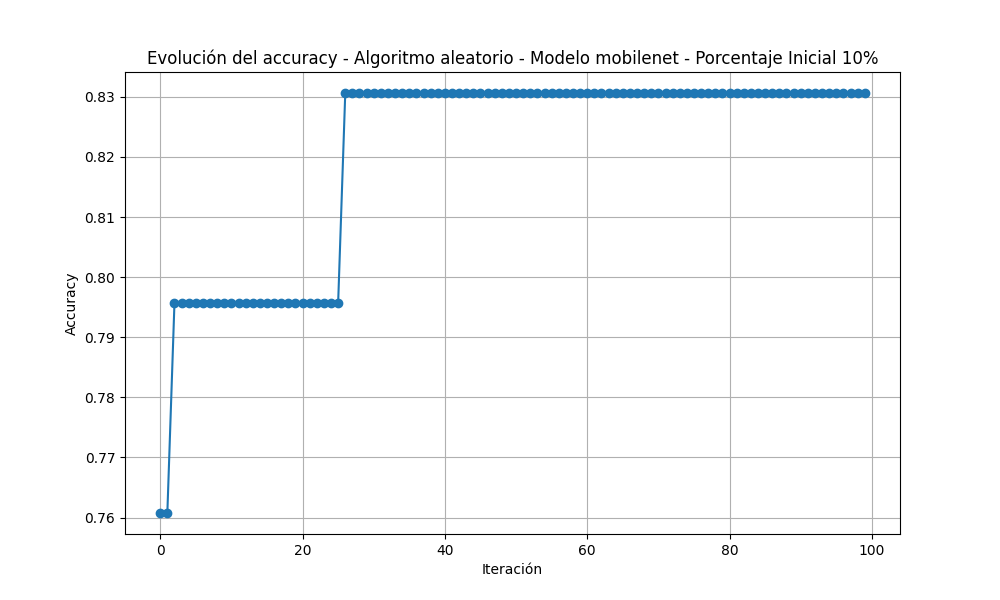 Evolución del accuracy - Algoritmo aleatorio - Modelo mobilenet - Porcentaje Inicial 10%
0.83
0.82
0.81
0.80
0.79
0.78
0.77
0.76
Accuracy
0 20 40 60 80 100
Iteración